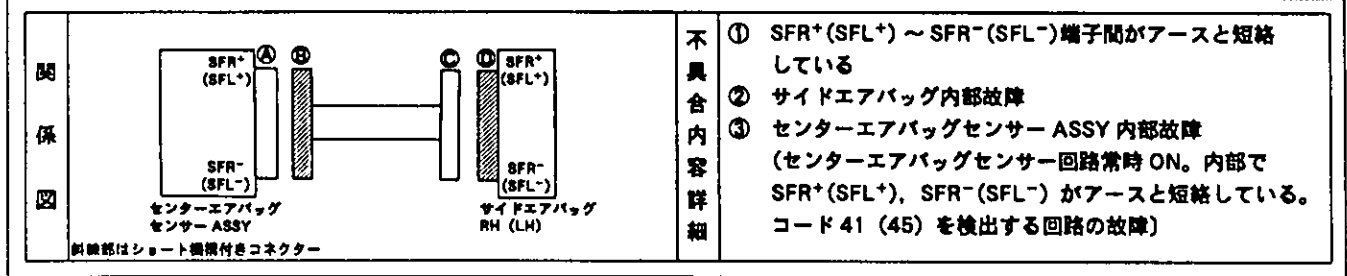 関係図
SFR⁺
(SFL⁺)
SFR⁻
(SFL⁻)
Ⓐ Ⓑ Ⓒ Ⓓ
SFR⁺
(SFL⁺)
SFR⁻
(SFL⁻)
センターエアバッグ
センサー ASSY
サイドエアバッグ
RH (LH)
斜線部はショート機構付きコネクター
不具合内容詳細
① SFR⁺(SFL⁺) ～ SFR⁻(SFL⁻)端子間がアースと短絡
している
② サイドエアバッグ内部故障
③ センターエアバッグセンサー ASSY 内部故障
(センターエアバッグセンサー回路常時 ON。内部で
SFR⁺(SFL⁺)，SFR⁻(SFL⁻) がアースと短絡している。
コード 41（45）を検出する回路の故障〕